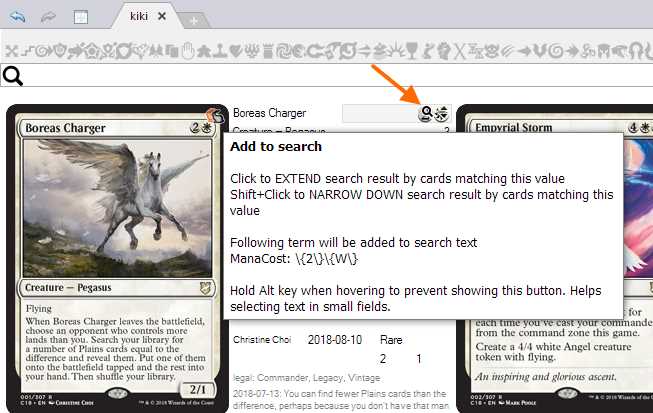 kiki
Boreas Charger 2
Flying
When Boreas Charger leaves the battlefield,
choose an opponent who controls more
lands than you. Search your library for
a number of Plains cards equal to the
difference and reveal them. Put one of them
onto the battlefield tapped and the rest into
your hand. Then shuffle your library.
Creature — Pegasus
2/1
001/307 R
C18 • EN CHRISTINE CHOI
™ & © 2018 Wizards of the Coast
Boreas Charger
Creature — Pegasus 3
Add to search
Click to EXTEND search result by cards matching this value
Shift+Click to NARROW DOWN search result by cards matching this
value
Following term will be added to search text
ManaCost: \{2\}\{W\}
Hold Alt key when hovering to prevent showing this button. Helps
selecting text in small fields.
Christine Choi 2018-08-10 Rare
2 1
legal: Commander, Legacy, Vintage
2018-07-13: You can find fewer Plains cards than the
difference, perhaps because you don't have that man
Empyrial Storm 4
for
each time you've cast your commander
from the command zone this game.
Create a 4/4 white Angel creature
token with flying.
An inspiring and glorious ascent.
002/307 R
C18 • EN MARK POOLE
™ & © 2018 Wizards